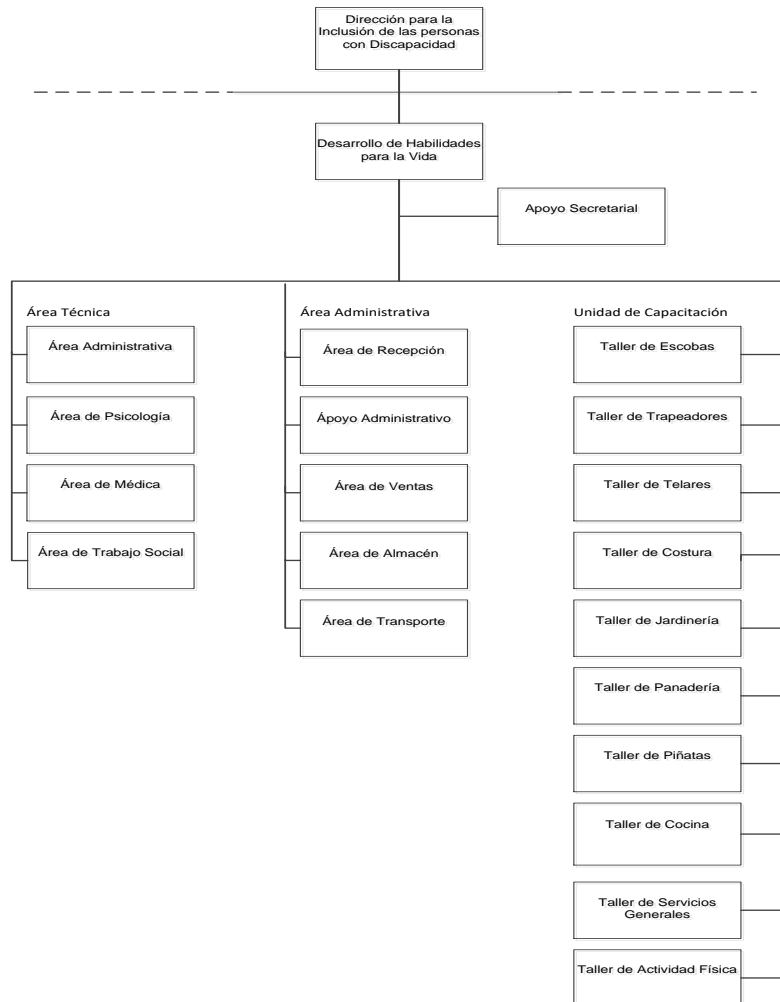 Dirección para la
Inclusión de las personas
con Discapacidad
Desarrollo de Habilidades
para la Vida
Apoyo Secretarial
Área Técnica
Área Administrativa
Área de Psicología
Área de Médica
Área de Trabajo Social
Área Administrativa
Área de Recepción
Ápoyo Administrativo
Área de Ventas
Área de Almacén
Área de Transporte
Unidad de Capacitación
Taller de Escobas
Taller de Trapeadores
Taller de Telares
Taller de Costura
Taller de Jardinería
Taller de Panadería
Taller de Piñatas
Taller de Cocina
Taller de Servicios
Generales
Taller de Actividad Física